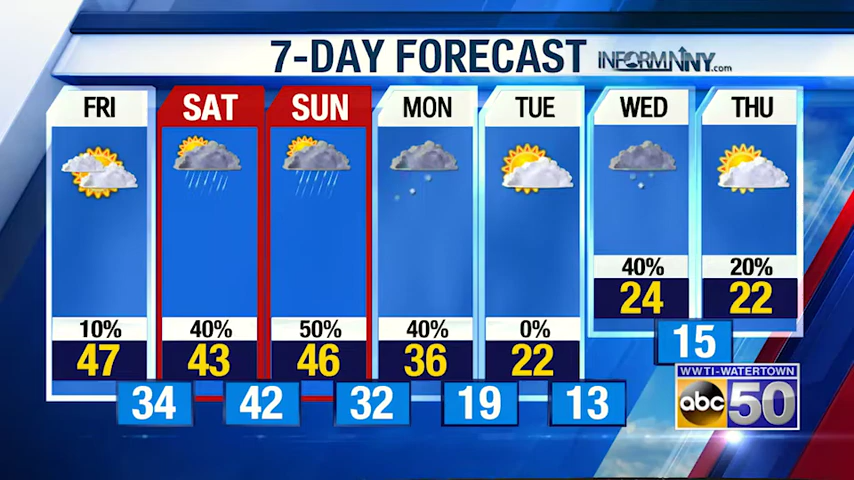 7-DAY FORECAST INFORMNNY.com
FRI SAT SUN MON TUE WED THU
40% 20%
24 22
10% 40% 50% 40% 0%
47 43 46 36 22
15
34 42 32 19 13
WWTI-WATERTOWN
abc 50